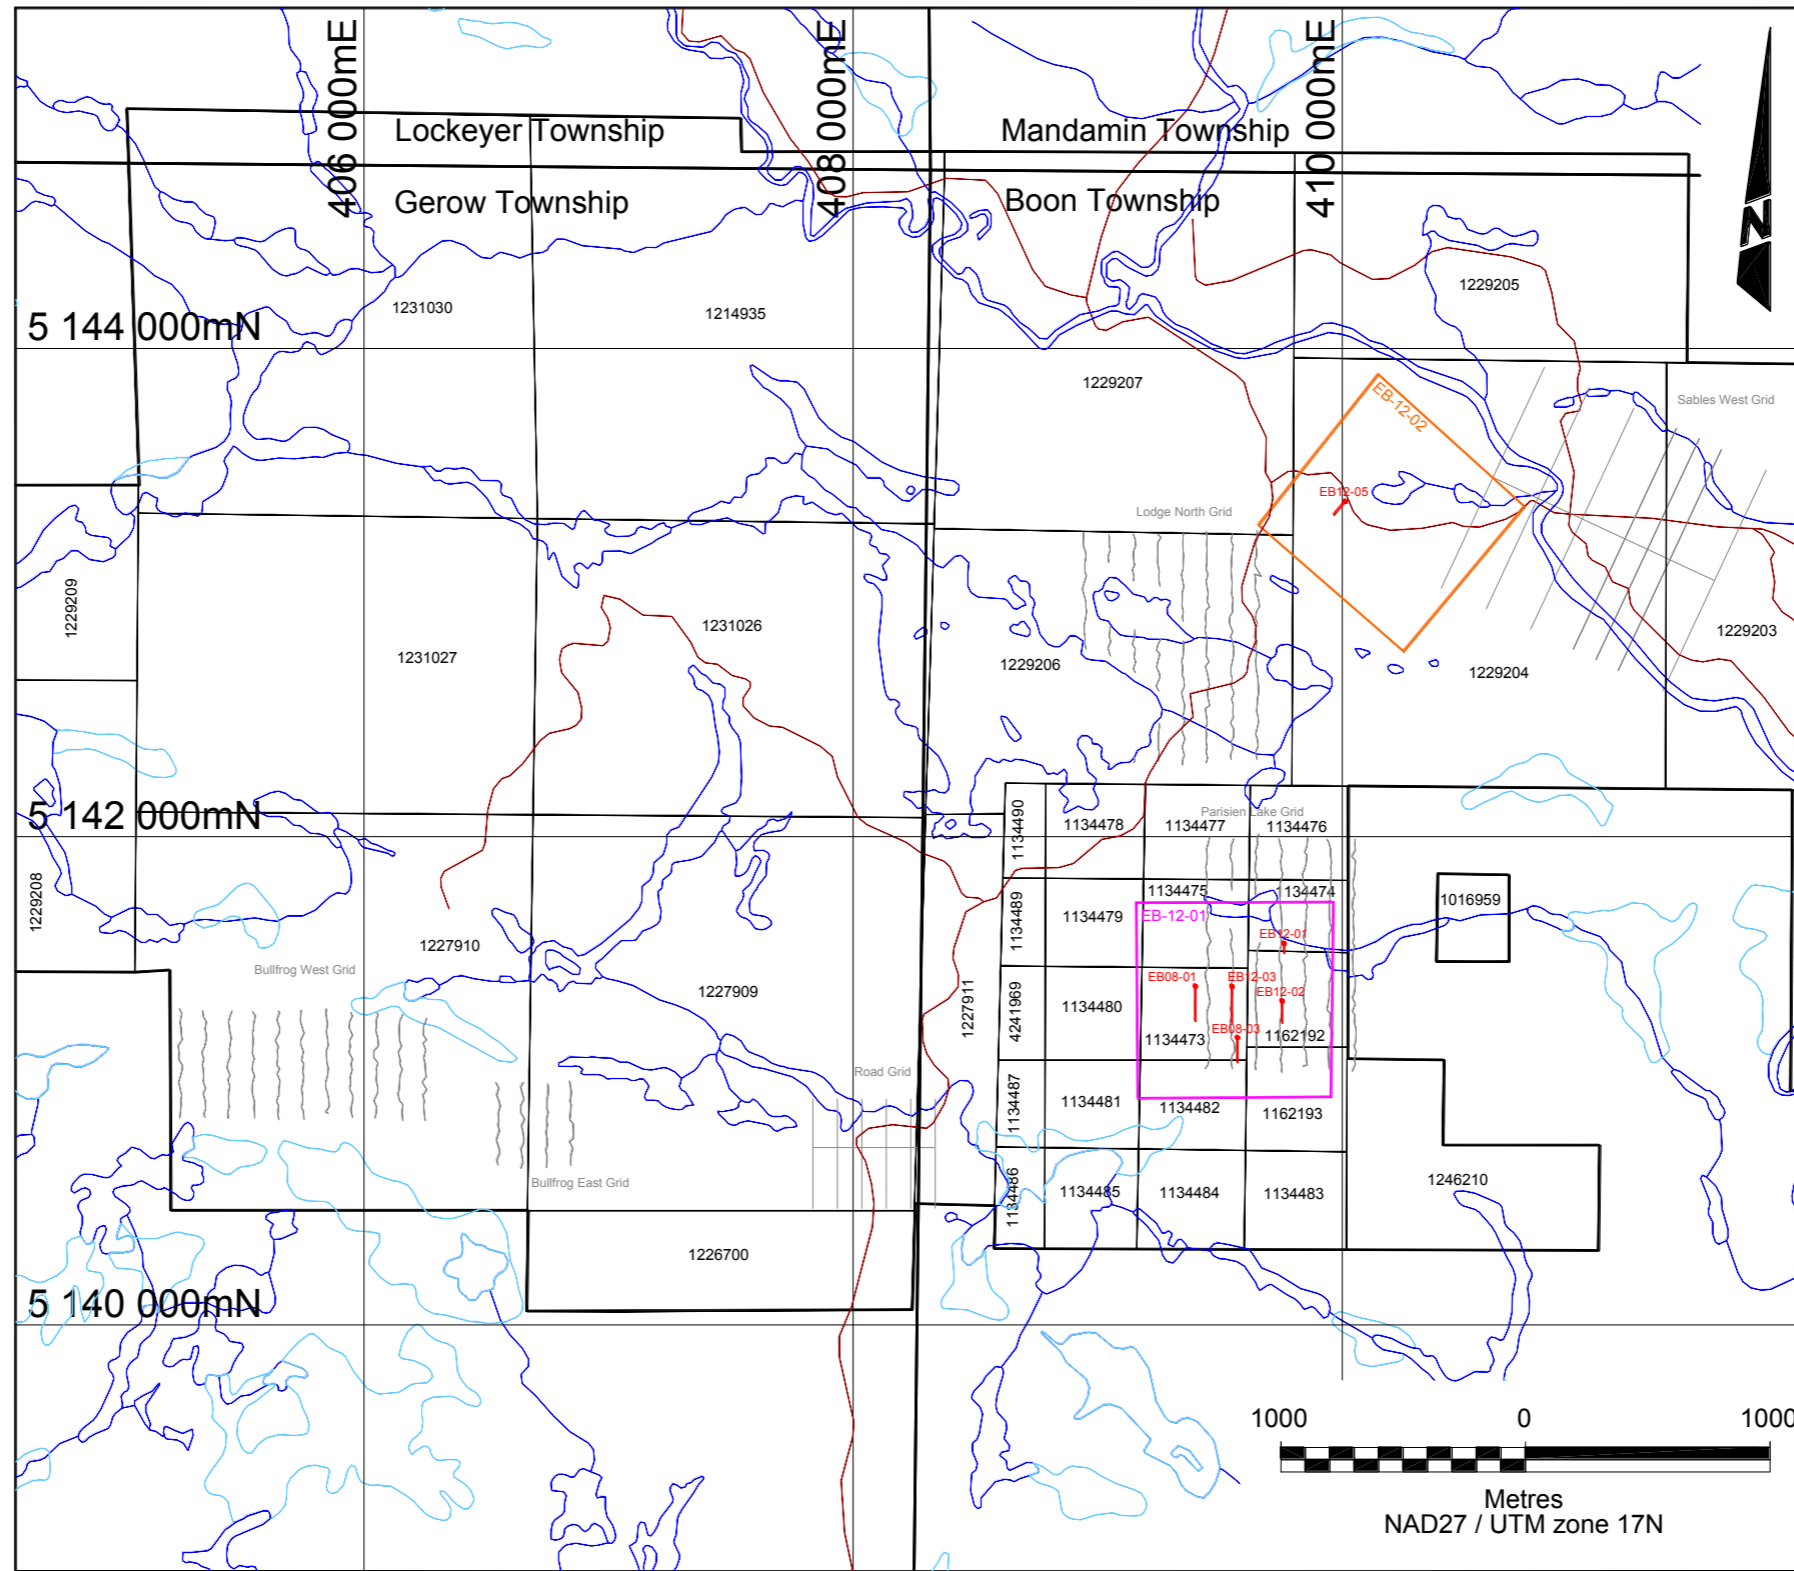 406 000mE
408 000mE
410 000mE
Lockeyer Township
Mandamin Township
Gerow Township
Boon Township
N
5 144 000mN
1231030
1214935
1229205
1229207
EB-12-02
Sables West Grid
EB12-05
Lodge North Grid
1229209
1231027
1231026
1229206
1229204
1229203
5 142 000mN
1134490
1134478
Parisien Lake Grid
1134477
1134476
1229208
1134489
1134479
1134475
1134474
1016959
EB-12-01
EB12-01
1227910
Bullfrog West Grid
1227909
1227911
4241969
1134480
EB08-01
EB12-03
EB12-02
EB08-03
1134473
1162192
Road Grid
1134487
1134481
1134482
1162193
Bullfrog East Grid
1134486
1134485
1134484
1134483
1246210
1226700
5 140 000mN
1000 0 1000
Metres
NAD27 / UTM zone 17N